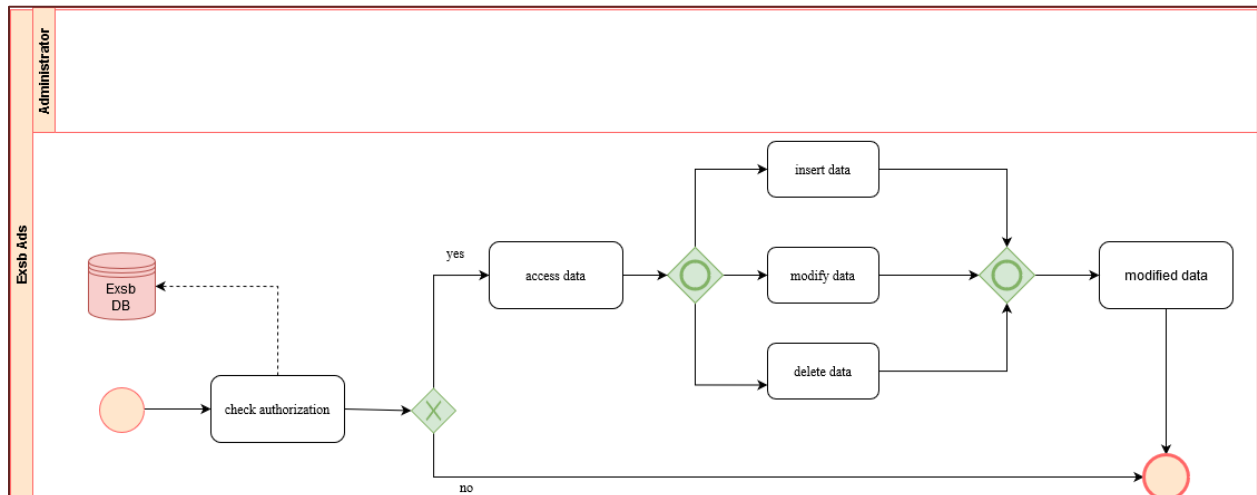 Administrator
Exsb Ads
insert data
yes
access data
modify data
modified data
Exsb
DB
delete data
check authorization
X
no